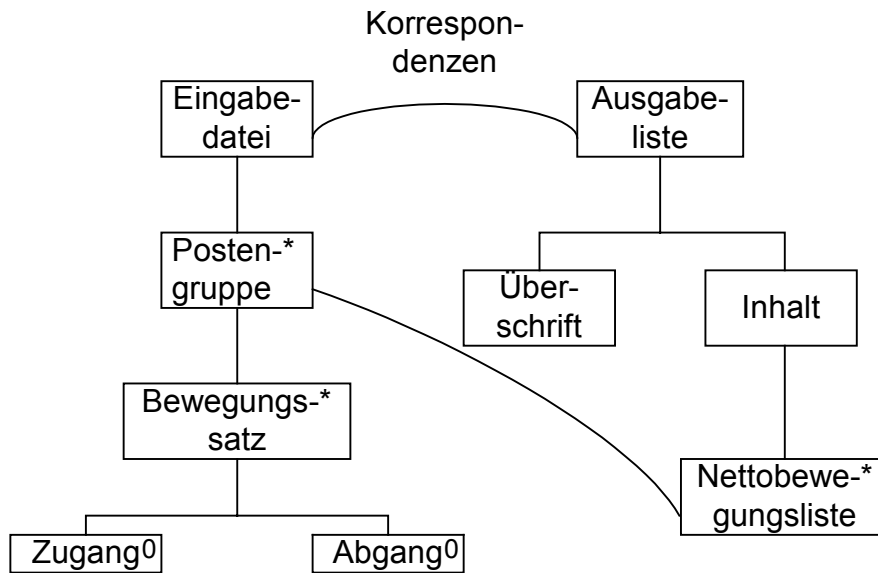 Korrespon-
denzen
Eingabe-
datei
Ausgabe-
liste
Posten-*
gruppe
Über-
schrift
Inhalt
Bewegungs-*
satz
Nettobewe-*
gungsliste
Zugang0
Abgang0